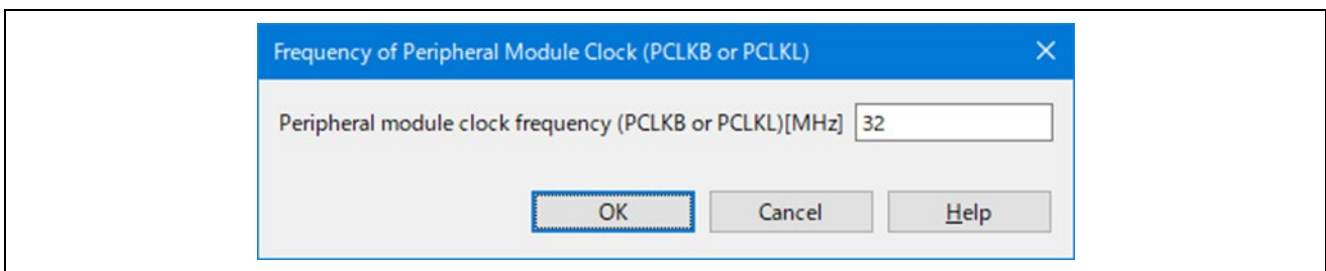 Frequency of Peripheral Module Clock (PCLKB or PCLKL)
Peripheral module clock frequency (PCLKB or PCLKL)[MHz] 32
OK Cancel Help